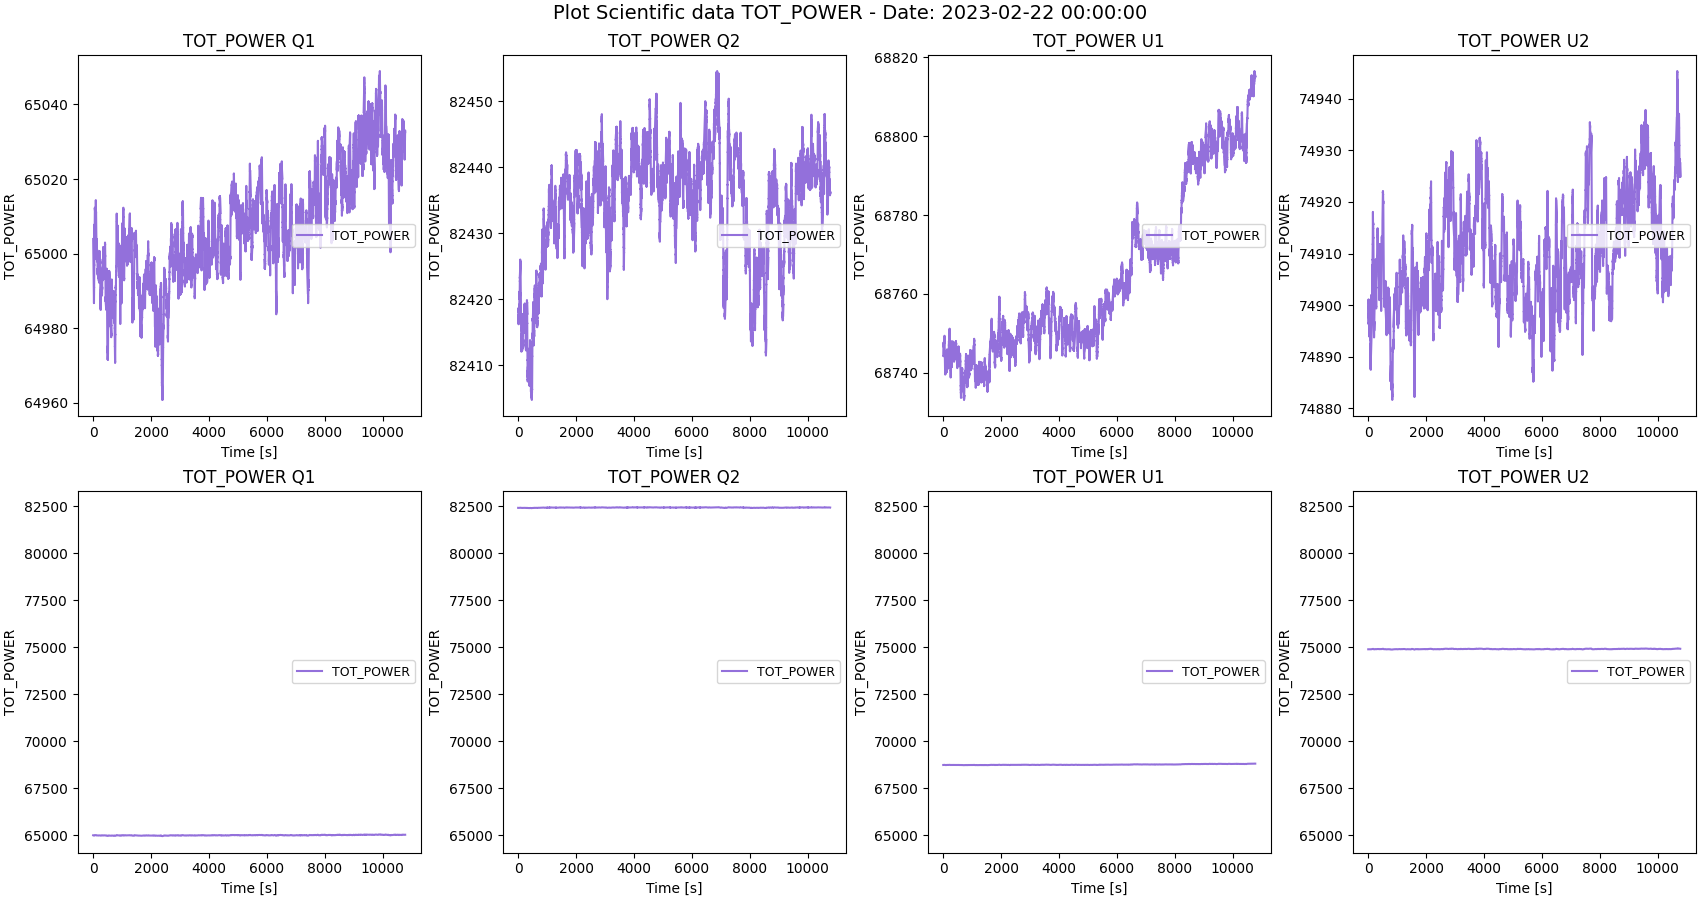 Plot Scientific data TOT_POWER - Date: 2023-02-22 00:00:00
TOT_POWER Q1
TOT_POWER
65040
65020
65000
64980
64960
TOT_POWER
0 2000 4000 6000 8000 10000
Time [s]
TOT_POWER Q2
TOT_POWER
82450
82440
82430
82420
82410
TOT_POWER
0 2000 4000 6000 8000 10000
Time [s]
TOT_POWER U1
TOT_POWER
68820
68800
68780
68760
68740
TOT_POWER
0 2000 4000 6000 8000 10000
Time [s]
TOT_POWER U2
TOT_POWER
74940
74930
74920
74910
74900
74890
74880
TOT_POWER
0 2000 4000 6000 8000 10000
Time [s]
TOT_POWER Q1
TOT_POWER
82500
80000
77500
75000
72500
70000
67500
65000
TOT_POWER
0 2000 4000 6000 8000 10000
Time [s]
TOT_POWER Q2
TOT_POWER
82500
80000
77500
75000
72500
70000
67500
65000
TOT_POWER
0 2000 4000 6000 8000 10000
Time [s]
TOT_POWER U1
TOT_POWER
82500
80000
77500
75000
72500
70000
67500
65000
TOT_POWER
0 2000 4000 6000 8000 10000
Time [s]
TOT_POWER U2
TOT_POWER
82500
80000
77500
75000
72500
70000
67500
65000
TOT_POWER
0 2000 4000 6000 8000 10000
Time [s]